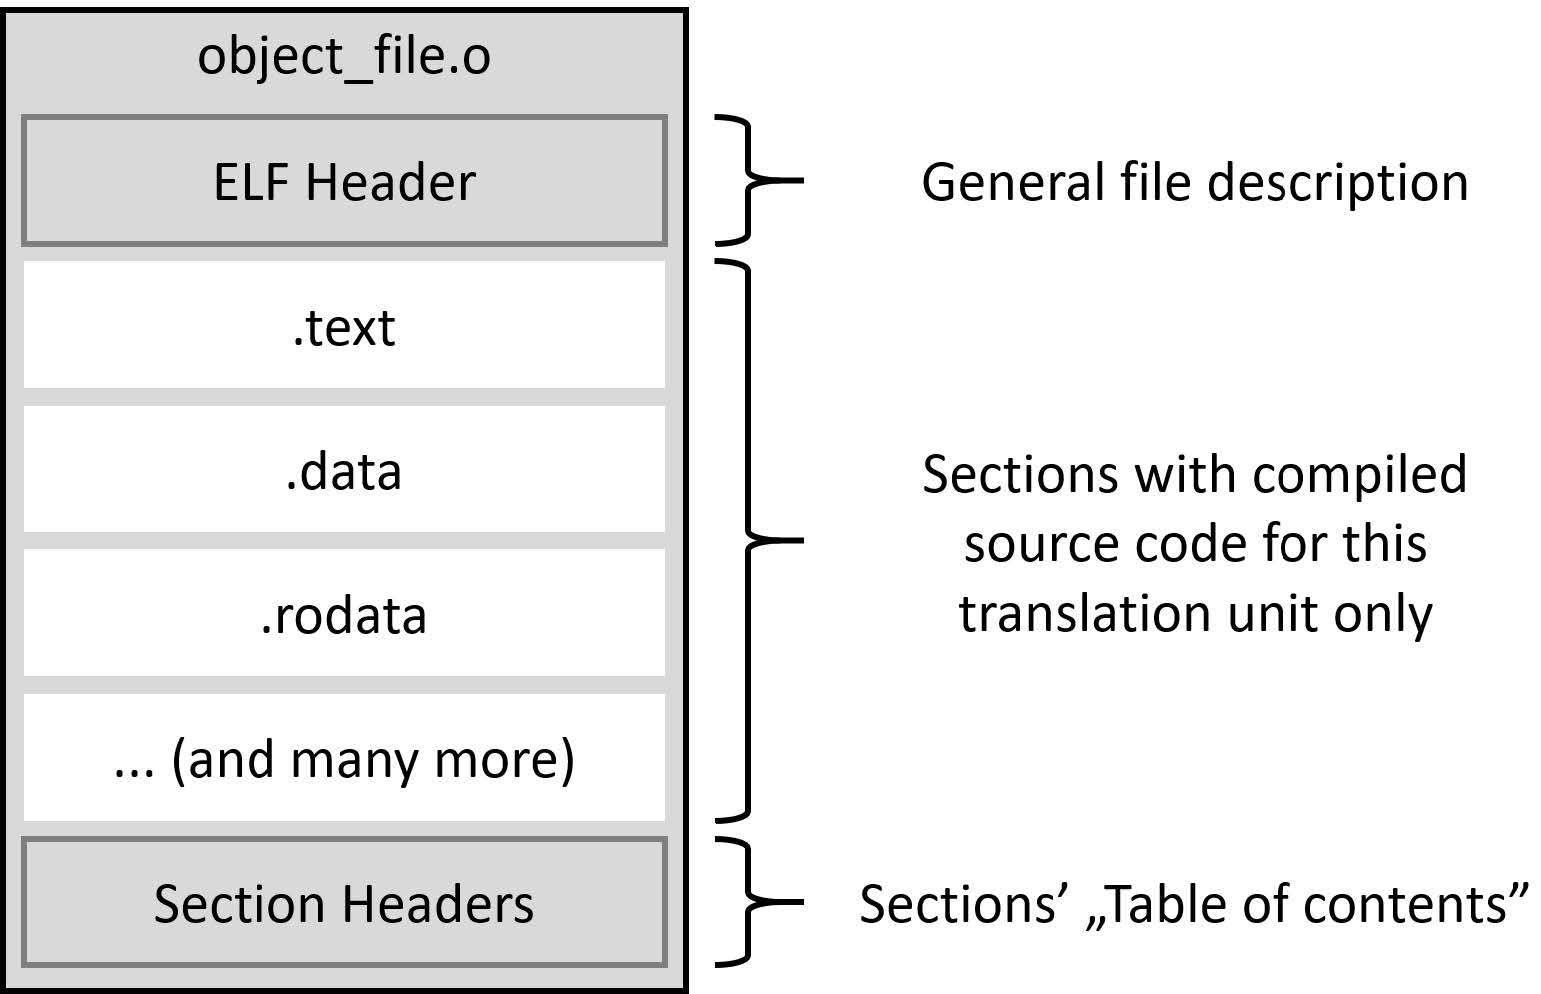 object_file.o
ELF Header
General file description
.text
.data
.rodata
... (and many more)
Sections with compiled
source code for this
translation unit only
Section Headers
Sections’ „Table of contents”